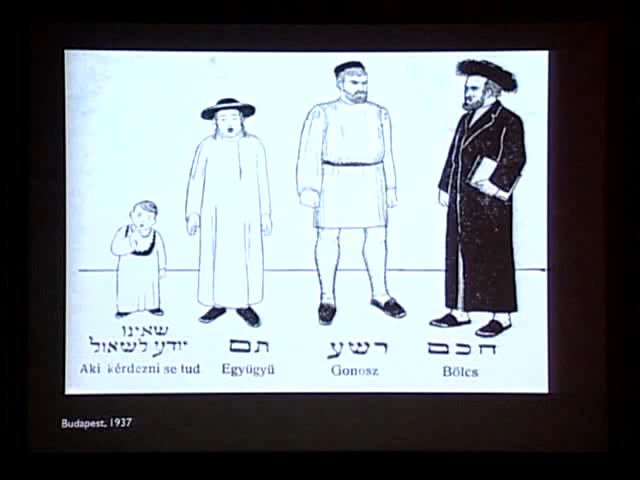 שאינו
יודע לשאול
תם
רשע
חכם
Aki kérdezni se tud
Együgyü
Gonosz
Bölcs
Budapest, 1937